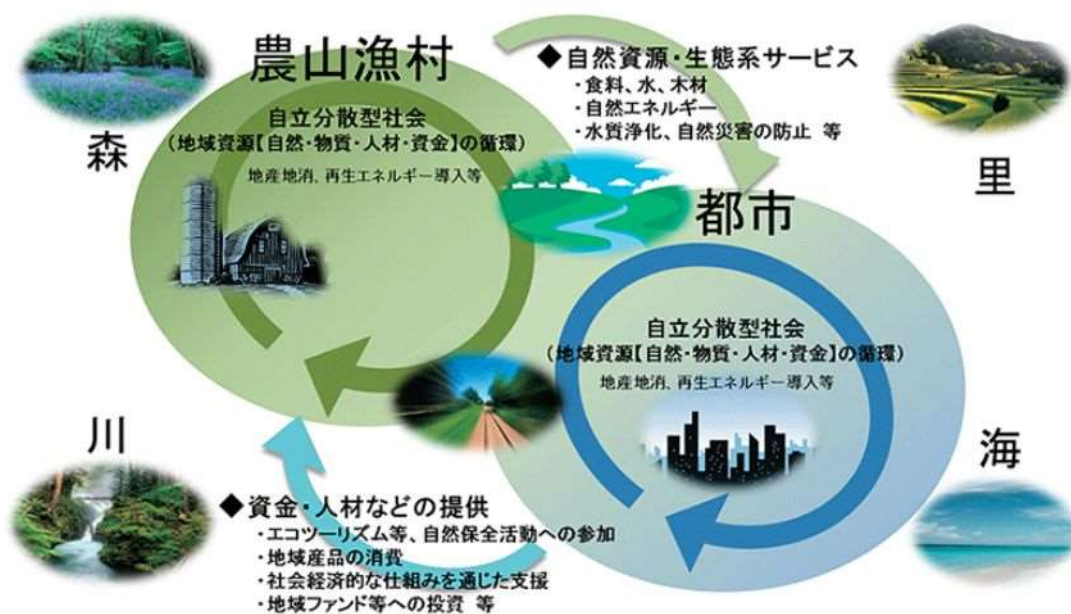 農山漁村
◆自然資源・生態系サービス
・食料、水、木材
・自然エネルギー
・水質浄化、自然災害の防止 等
森
里
自立分散型社会
(地域資源【自然・物質・人材・資金】の循環)
地産地消、再生エネルギー導入等
都市
自立分散型社会
(地域資源【自然・物質・人材・資金】の循環)
地産地消、再生エネルギー導入等
川
海
◆資金・人材などの提供
・エコツーリズム等、自然保全活動への参加
・地域産品の消費
・社会経済的な仕組みを通じた支援
・地域ファンド等への投資 等